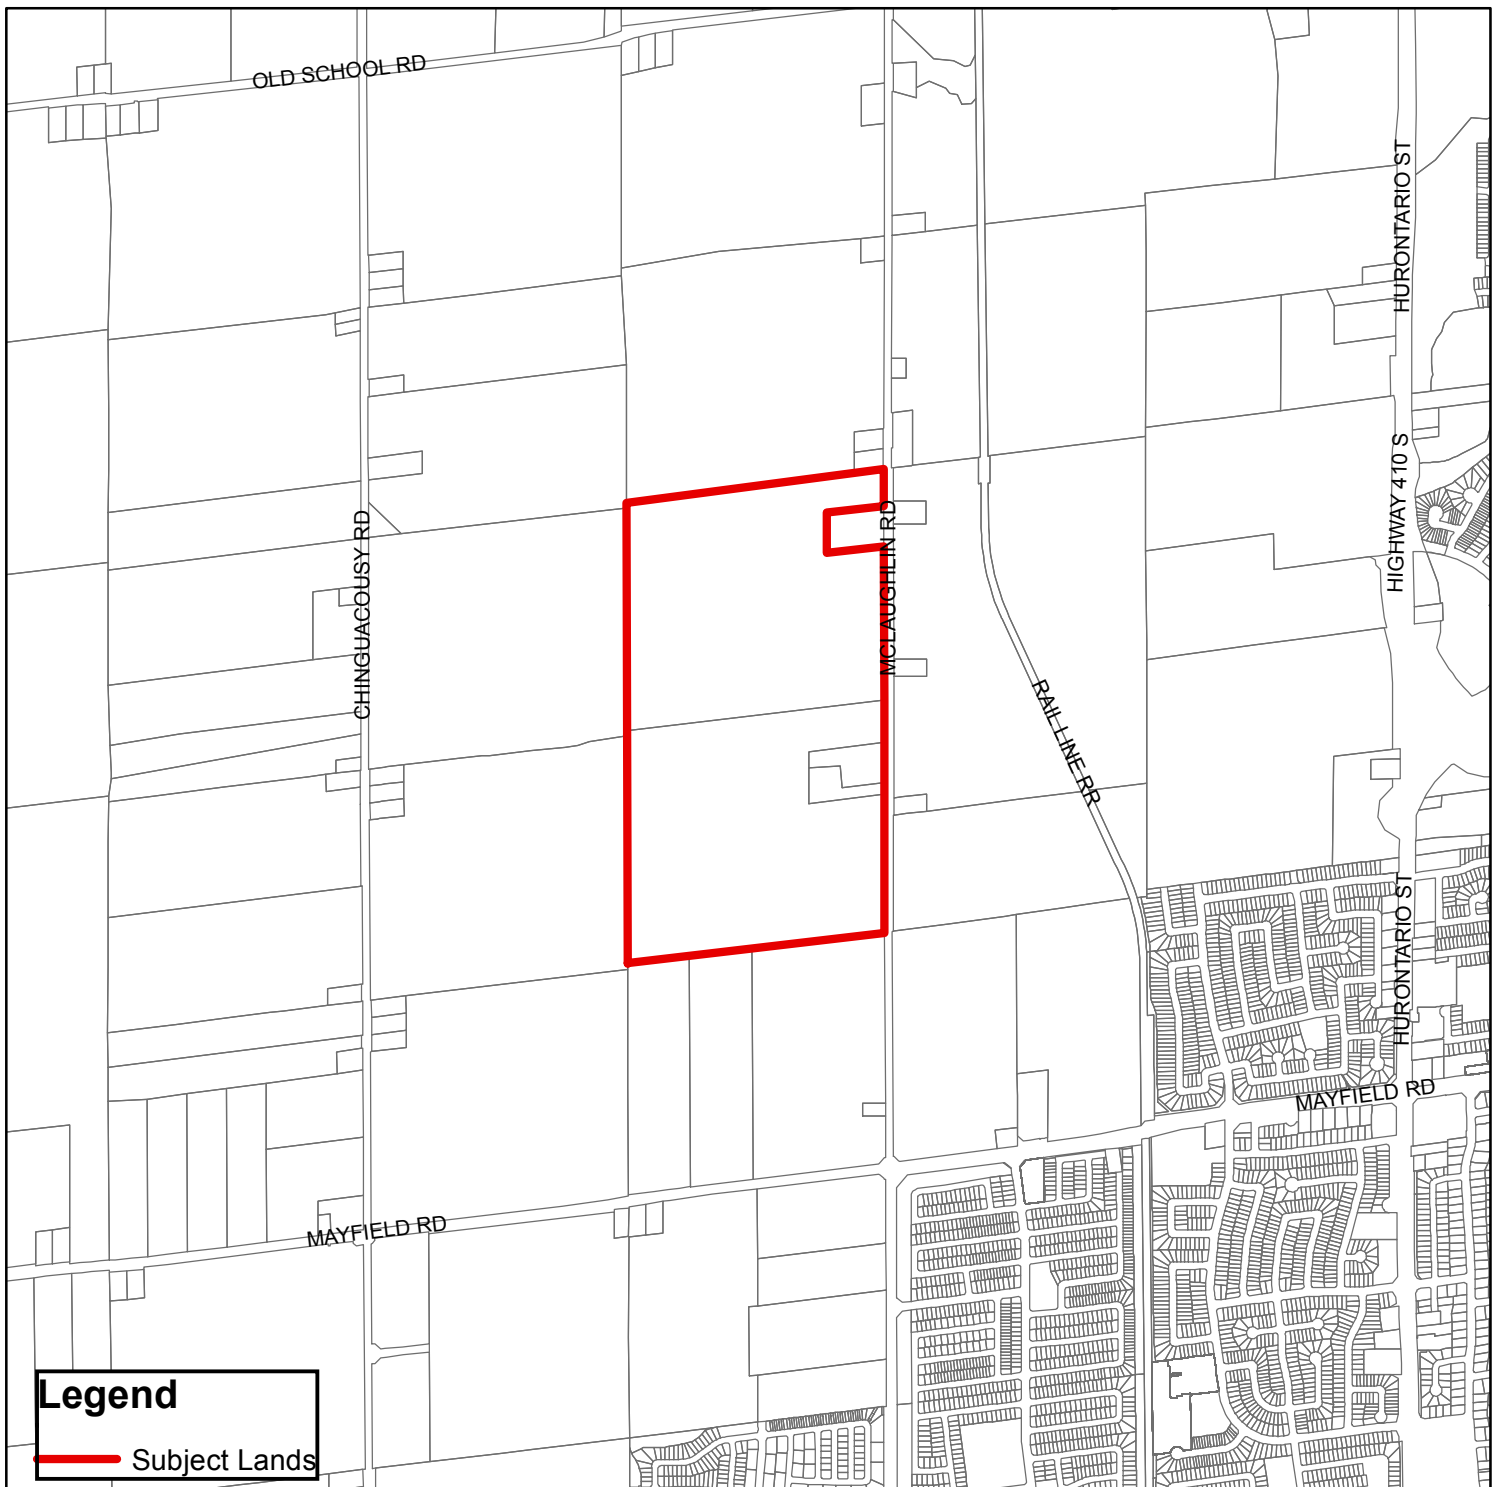 OLD SCHOOL RD
HURONTARIO ST
HIGHWAY 410 S
CHINGUACOUSY RD
MCLAUGHLIN RD
RAIL LINE RR
HURONTARIO ST
MAYFIELD RD
MAYFIELD RD
Legend
Subject Lands